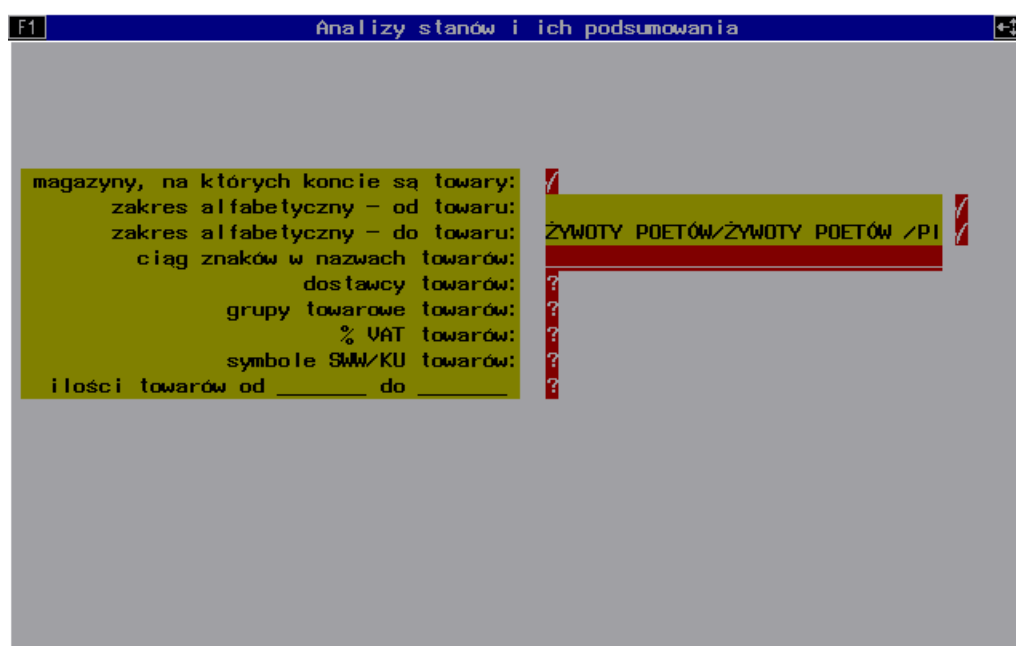 F1 Analizy stanów i ich podsumowania
magazyny, na których koncie są towary: √
zakres alfabetyczny – od towaru: √
zakres alfabetyczny – do towaru: ŻYWOTY POETÓW/ŻYWOTY POETÓW /PI √
ciąg znaków w nazwach towarów:
dostawcy towarów: ?
grupy towarowe towarów: ?
% VAT towarów: ?
symbole SWW/KU towarów: ?
ilości towarów od _______ do _______ ?